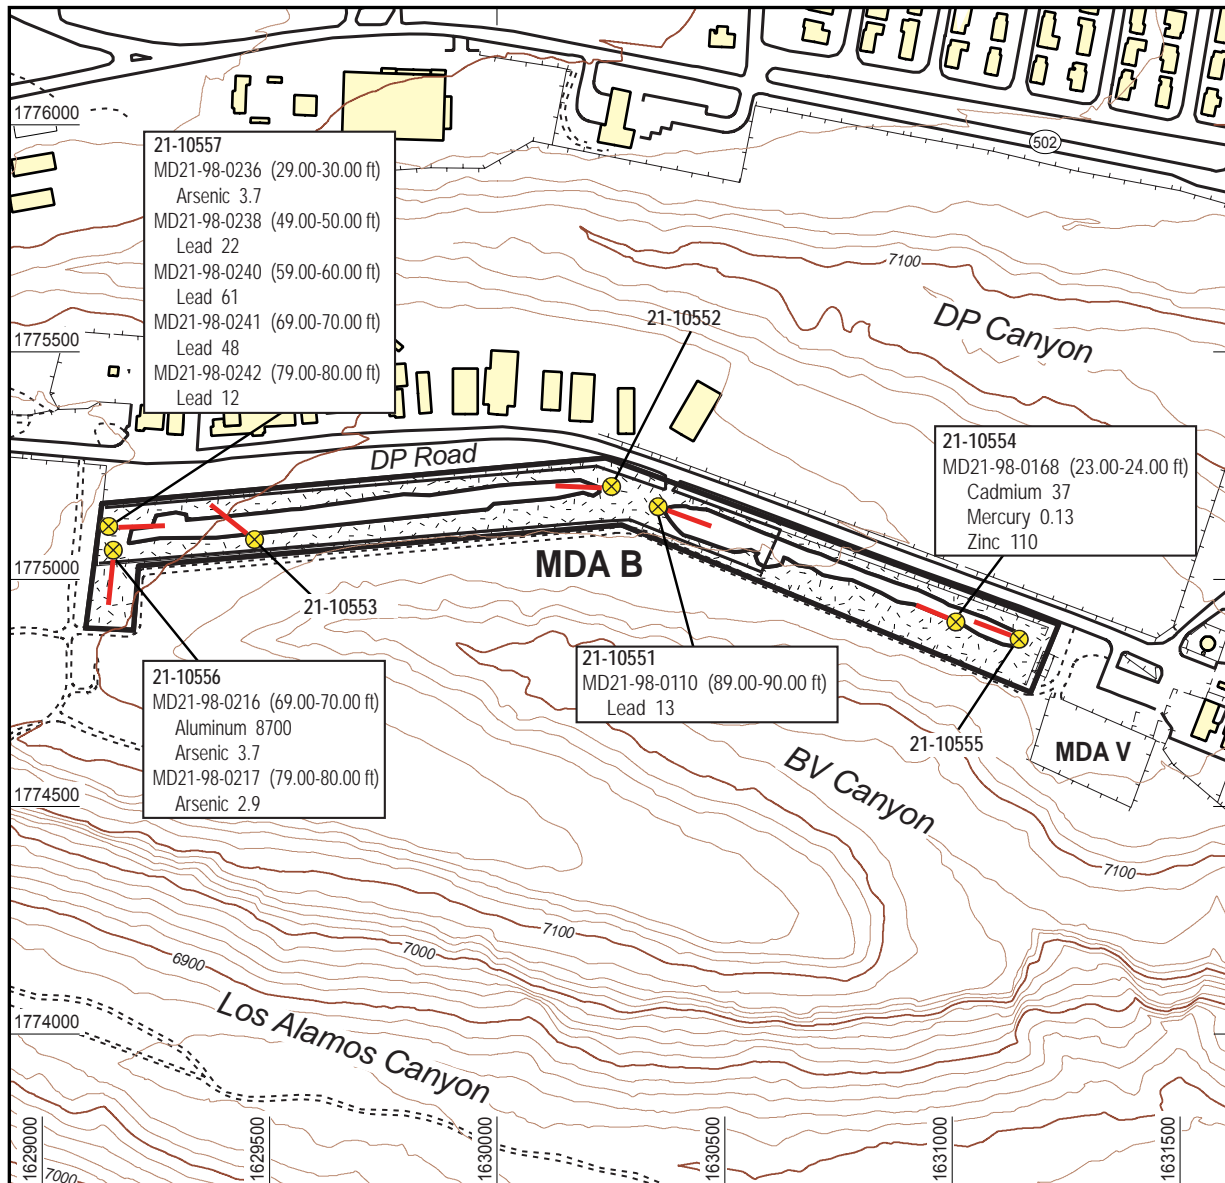 1776000
502
21-10557
MD21-98-0236 (29.00-30.00 ft)
Arsenic 3.7
MD21-98-0238 (49.00-50.00 ft)
Lead 22
MD21-98-0240 (59.00-60.00 ft)
Lead 61
MD21-98-0241 (69.00-70.00 ft)
Lead 48
MD21-98-0242 (79.00-80.00 ft)
Lead 12
7100
DP Canyon
21-10552
1775500
DP Road
21-10554
MD21-98-0168 (23.00-24.00 ft)
Cadmium 37
Mercury 0.13
Zinc 110
MDA B
1775000
21-10553
21-10556
MD21-98-0216 (69.00-70.00 ft)
Aluminum 8700
Arsenic 3.7
MD21-98-0217 (79.00-80.00 ft)
Arsenic 2.9
21-10551
MD21-98-0110 (89.00-90.00 ft)
Lead 13
21-10555
MDA V
BV Canyon
1774500
7100
7100
7000
6900
Los Alamos Canyon
1774000
7000
1629000
1629500
1630000
1630500
1631000
1631500